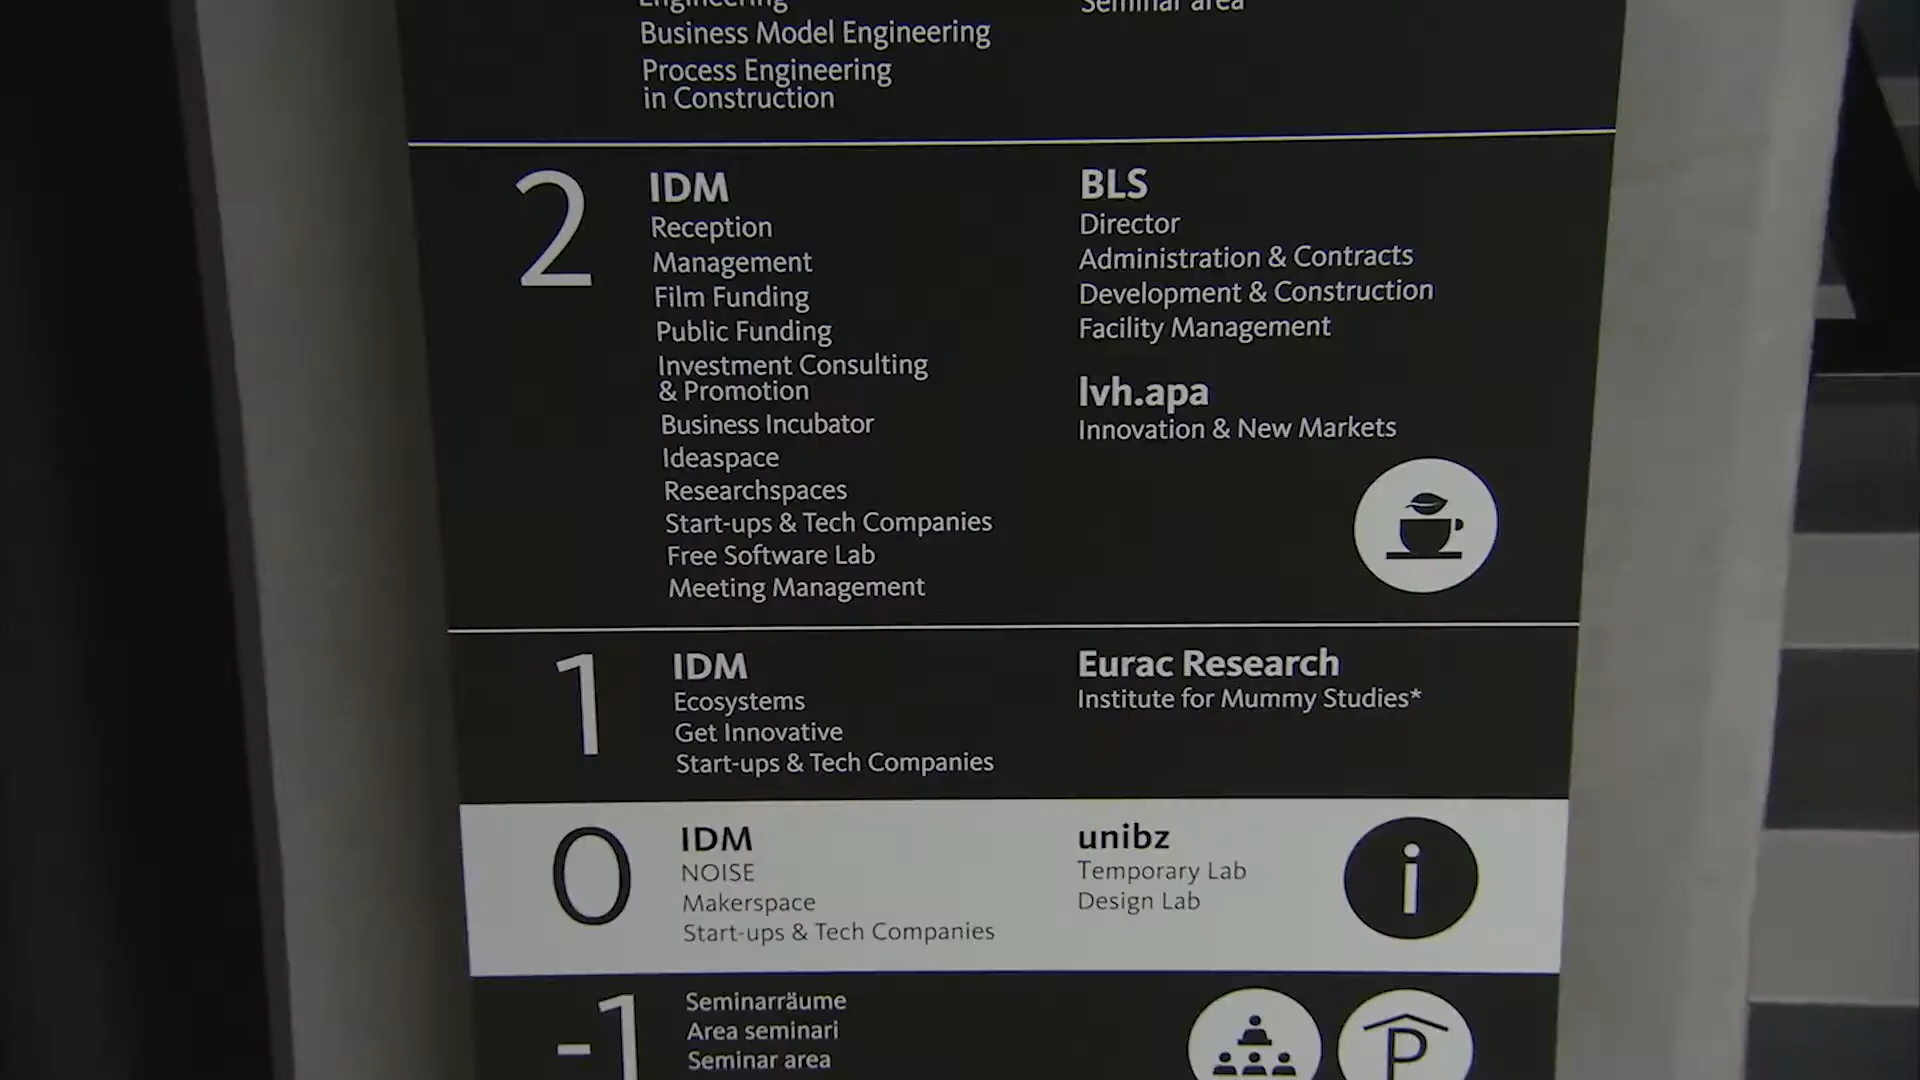 Engineering
Business Model Engineering
Process Engineering
in Construction
Seminar area
2
IDM
Reception
Management
Film Funding
Public Funding
Investment Consulting
& Promotion
Business Incubator
Ideaspace
Researchspaces
Start-ups & Tech Companies
Free Software Lab
Meeting Management
BLS
Director
Administration & Contracts
Development & Construction
Facility Management
lvh.apa
Innovation & New Markets
1
IDM
Ecosystems
Get Innovative
Start-ups & Tech Companies
Eurac Research
Institute for Mummy Studies*
0
IDM
NOISE
Makerspace
Start-ups & Tech Companies
unibz
Temporary Lab
Design Lab
i
-1
Seminarräume
Area seminari
Seminar area
P